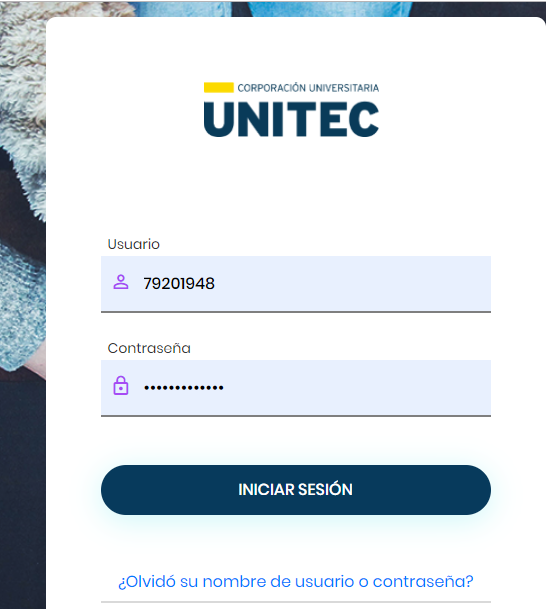 CORPORACIÓN UNIVERSITARIA
UNITEC
Usuario
79201948
Contraseña
•••••••••••••
INICIAR SESIÓN
¿Olvidó su nombre de usuario o contraseña?